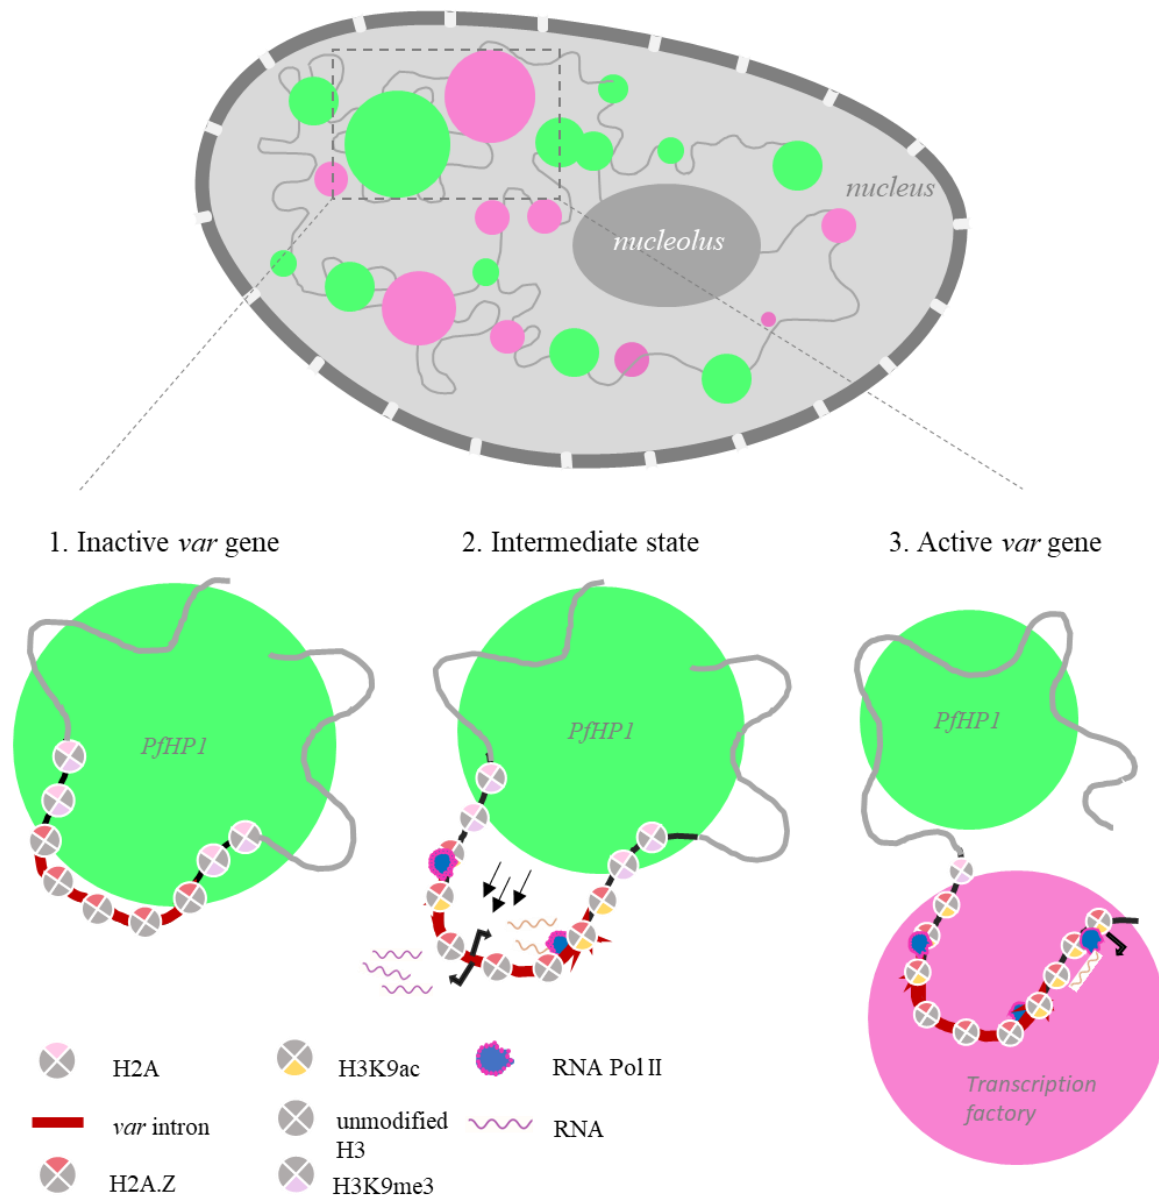 nucleus
nucleolus
1. Inactive var gene
2. Intermediate state
3. Active var gene
PfHP1
PfHP1
PfHP1
Transcription
factory
H2A
H3K9ac
RNA Pol II
var intron
unmodified
H3
RNA
H2A.Z
H3K9me3